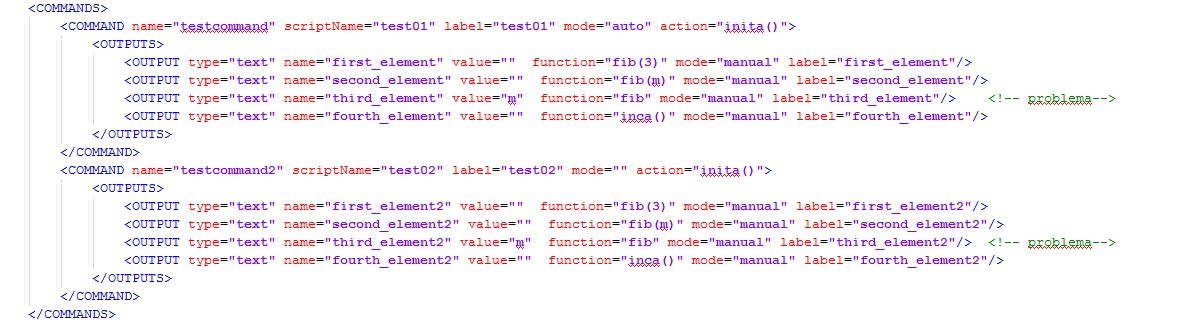 <COMMANDS>
<COMMAND name="testcommand" scriptName="test01" label="test01" mode="auto" action="inita()">
<OUTPUTS>
<OUTPUT type="text" name="first_element" value=""  function="fib(3)" mode="manual" label="first_element"/>
<OUTPUT type="text" name="second_element" value=""  function="fib(m)" mode="manual" label="second_element"/>
<OUTPUT type="text" name="third_element" value="m"  function="fib" mode="manual" label="third_element"/>    <!-- problema-->
<OUTPUT type="text" name="fourth_element" value=""  function="inca()" mode="manual" label="fourth_element"/>
</OUTPUTS>
</COMMAND>
<COMMAND name="testcommand2" scriptName="test02" label="test02" mode="" action="inita()">
<OUTPUTS>
<OUTPUT type="text" name="first_element2" value=""  function="fib(3)" mode="manual" label="first_element2"/>
<OUTPUT type="text" name="second_element2" value=""  function="fib(m)" mode="manual" label="second_element2"/>
<OUTPUT type="text" name="third_element2" value="m"  function="fib" mode="manual" label="third_element2"/>  <!-- problema-->
<OUTPUT type="text" name="fourth_element2" value=""  function="inca()" mode="manual" label="fourth_element2"/>
</OUTPUTS>
</COMMAND>
</COMMANDS>